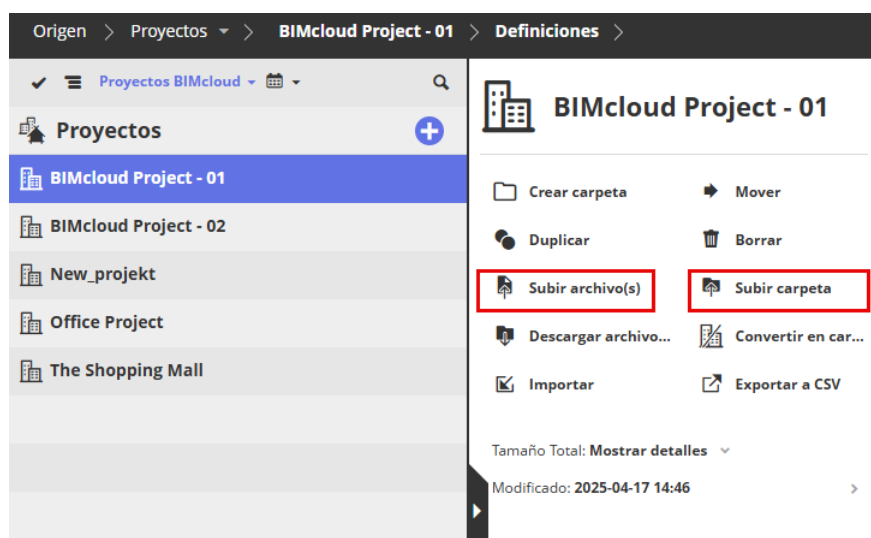 Origen > Proyectos > BIMcloud Project - 01 > Definiciones >
Proyectos BIMcloud
Proyectos
BIMcloud Project - 01
BIMcloud Project - 02
New_projekt
Office Project
The Shopping Mall
BIMcloud Project - 01
Crear carpeta
Mover
Duplicar
Borrar
Subir archivo(s)
Subir carpeta
Descargar archivo...
Convertir en car...
Importar
Exportar a CSV
Tamaño Total: Mostrar detalles
Modificado: 2025-04-17 14:46